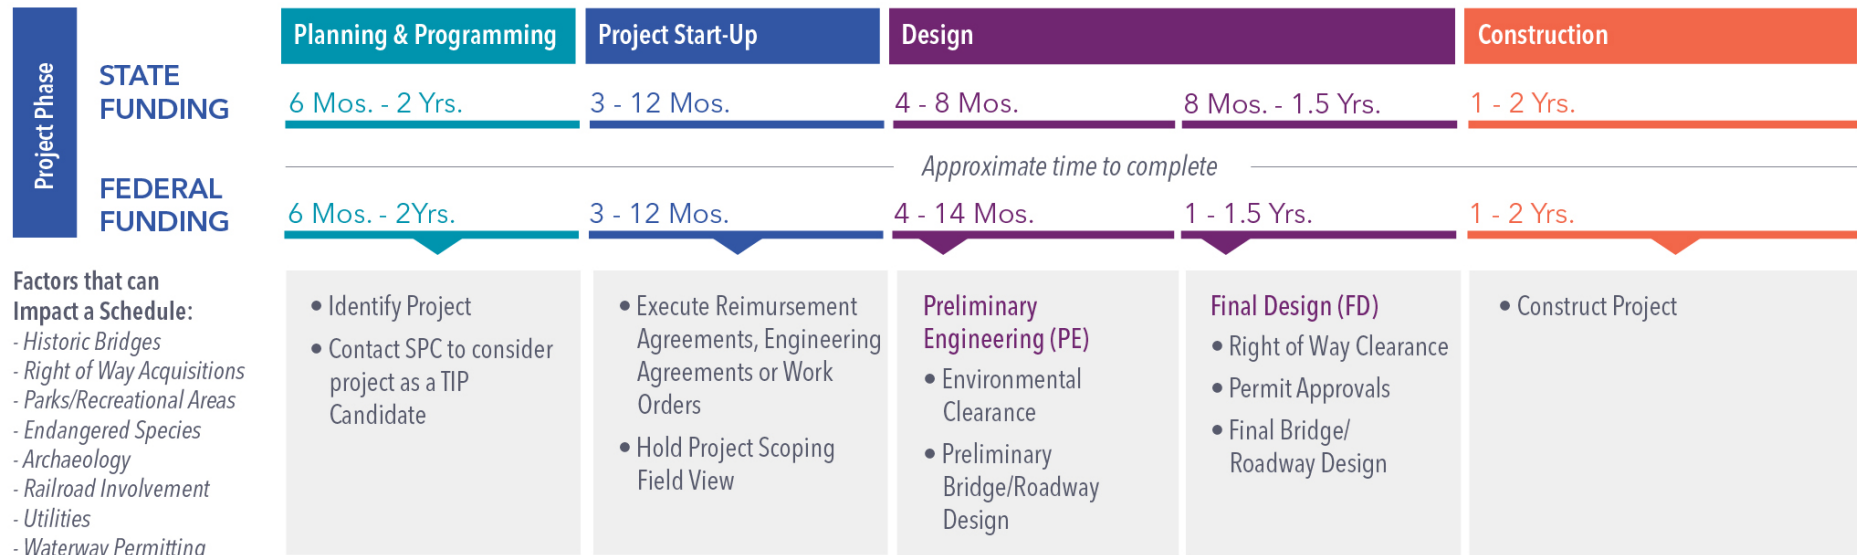 Project Phase
Planning & Programming
Project Start-Up
Design
Construction
STATE
FUNDING
6 Mos. - 2 Yrs.
3 - 12 Mos.
4 - 8 Mos.
8 Mos. - 1.5 Yrs.
1 - 2 Yrs.
Approximate time to complete
FEDERAL
FUNDING
6 Mos. - 2Yrs.
3 - 12 Mos.
4 - 14 Mos.
1 - 1.5 Yrs.
1 - 2 Yrs.
Factors that can
Impact a Schedule:
- Historic Bridges
- Right of Way Acquisitions
- Parks/Recreational Areas
- Endangered Species
- Archaeology
- Railroad Involvement
- Utilities
- Waterway Permitting
• Identify Project
• Contact SPC to consider
project as a TIP
Candidate
• Execute Reimursement
Agreements, Engineering
Agreements or Work
Orders
• Hold Project Scoping
Field View
Preliminary
Engineering (PE)
• Environmental
Clearance
• Preliminary
Bridge/Roadway
Design
Final Design (FD)
• Right of Way Clearance
• Permit Approvals
• Final Bridge/
Roadway Design
• Construct Project